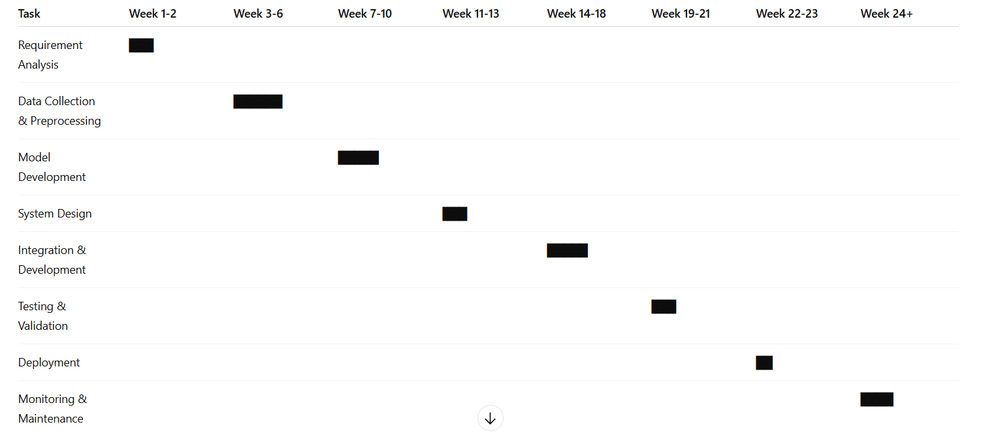 Task Week 1-2 Week 3-6 Week 7-10 Week 11-13 Week 14-18 Week 19-21 Week 22-23 Week 24+
Requirement
Analysis
Data Collection
& Preprocessing
Model
Development
System Design
Integration &
Development
Testing &
Validation
Deployment
Monitoring &
Maintenance